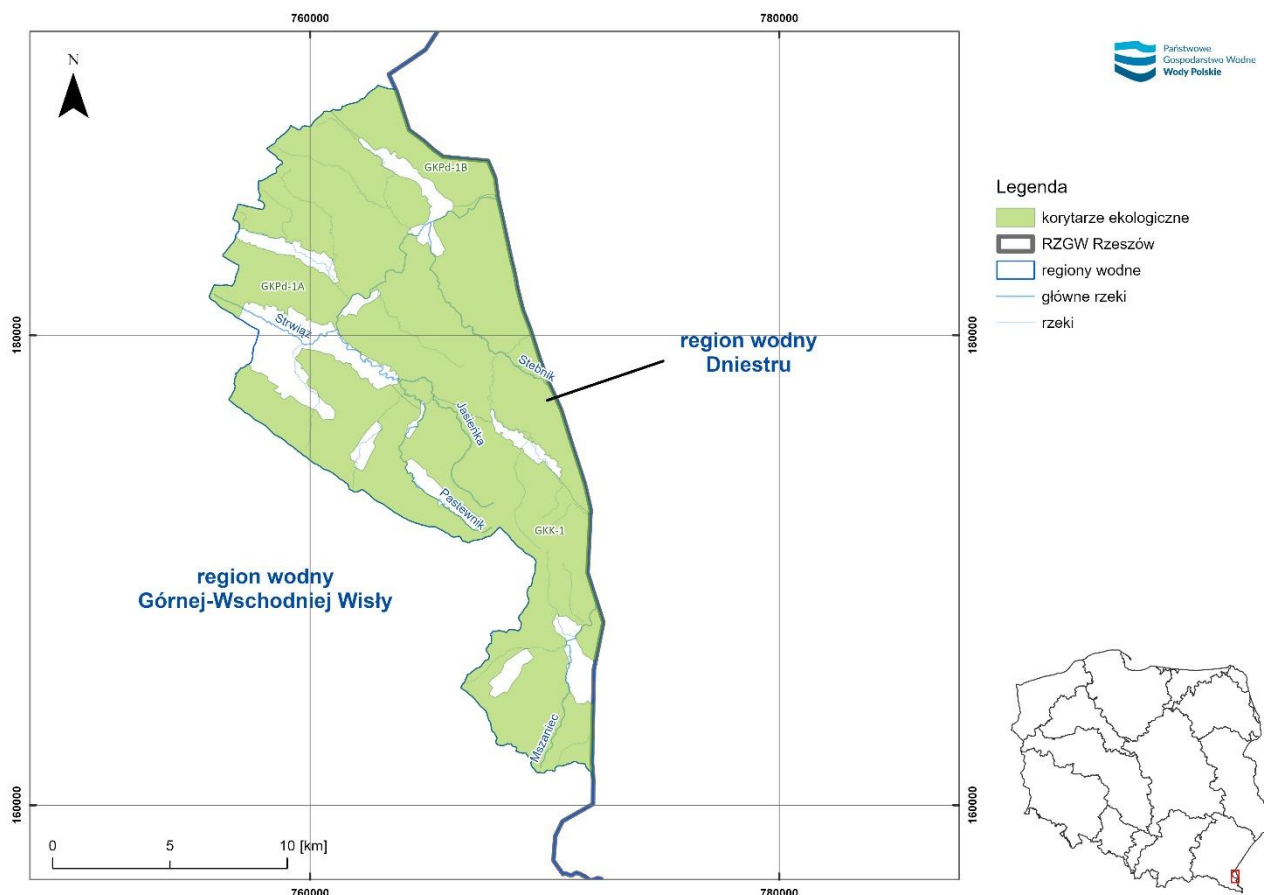 760000
780000
N
Państwowe
Gospodarstwo Wodne
Wody Polskie
GKPd-1B
Legenda
korytarze ekologiczne
RZGW Rzeszów
regiony wodne
główne rzeki
rzeki
GKPd-1A
Strwiąż
180000
180000
region wodny
Dniestru
Stebnik
Jasieńka
Pastewnik
GKK-1
region wodny
Górnej-Wschodniej Wisły
Mszaniec
160000
160000
0 5 10 [km]
760000
780000